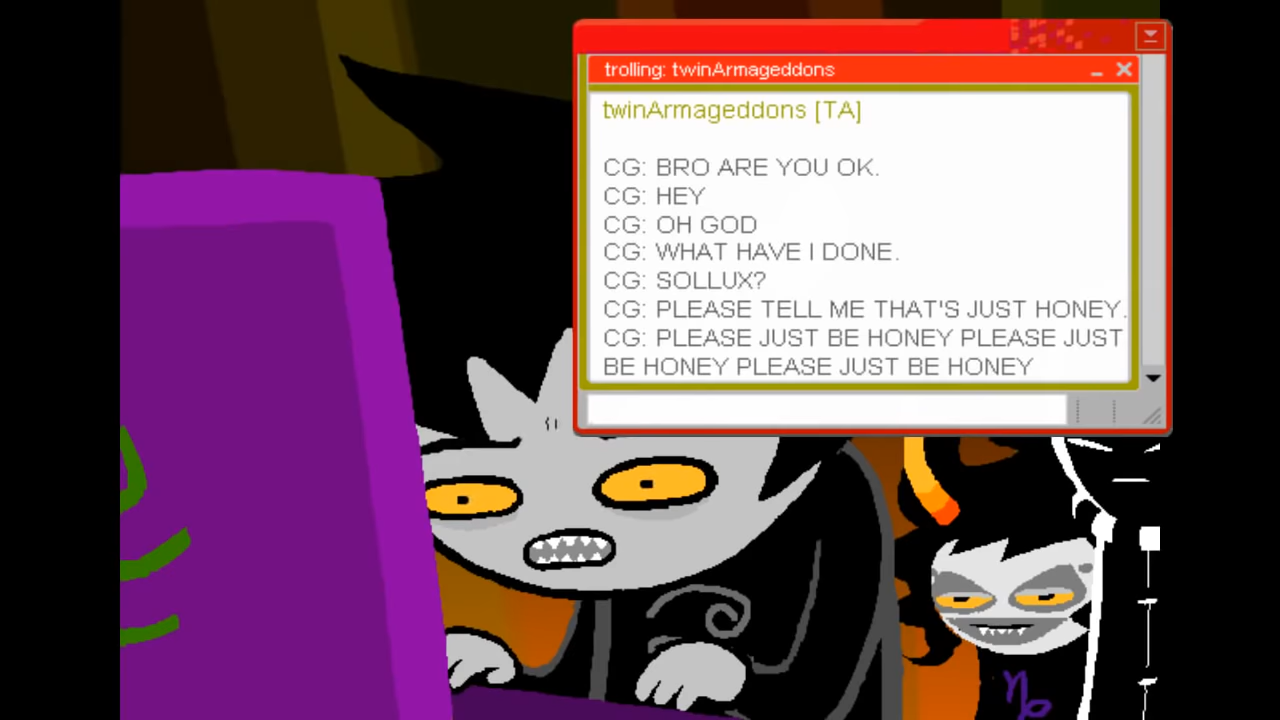 trolling: twinArmageddons
twinArmageddons [TA]
CG: BRO ARE YOU OK.
CG: HEY
CG: OH GOD
CG: WHAT HAVE I DONE.
CG: SOLLUX?
CG: PLEASE TELL ME THAT'S JUST HONEY.
CG: PLEASE JUST BE HONEY PLEASE JUST
BE HONEY PLEASE JUST BE HONEY